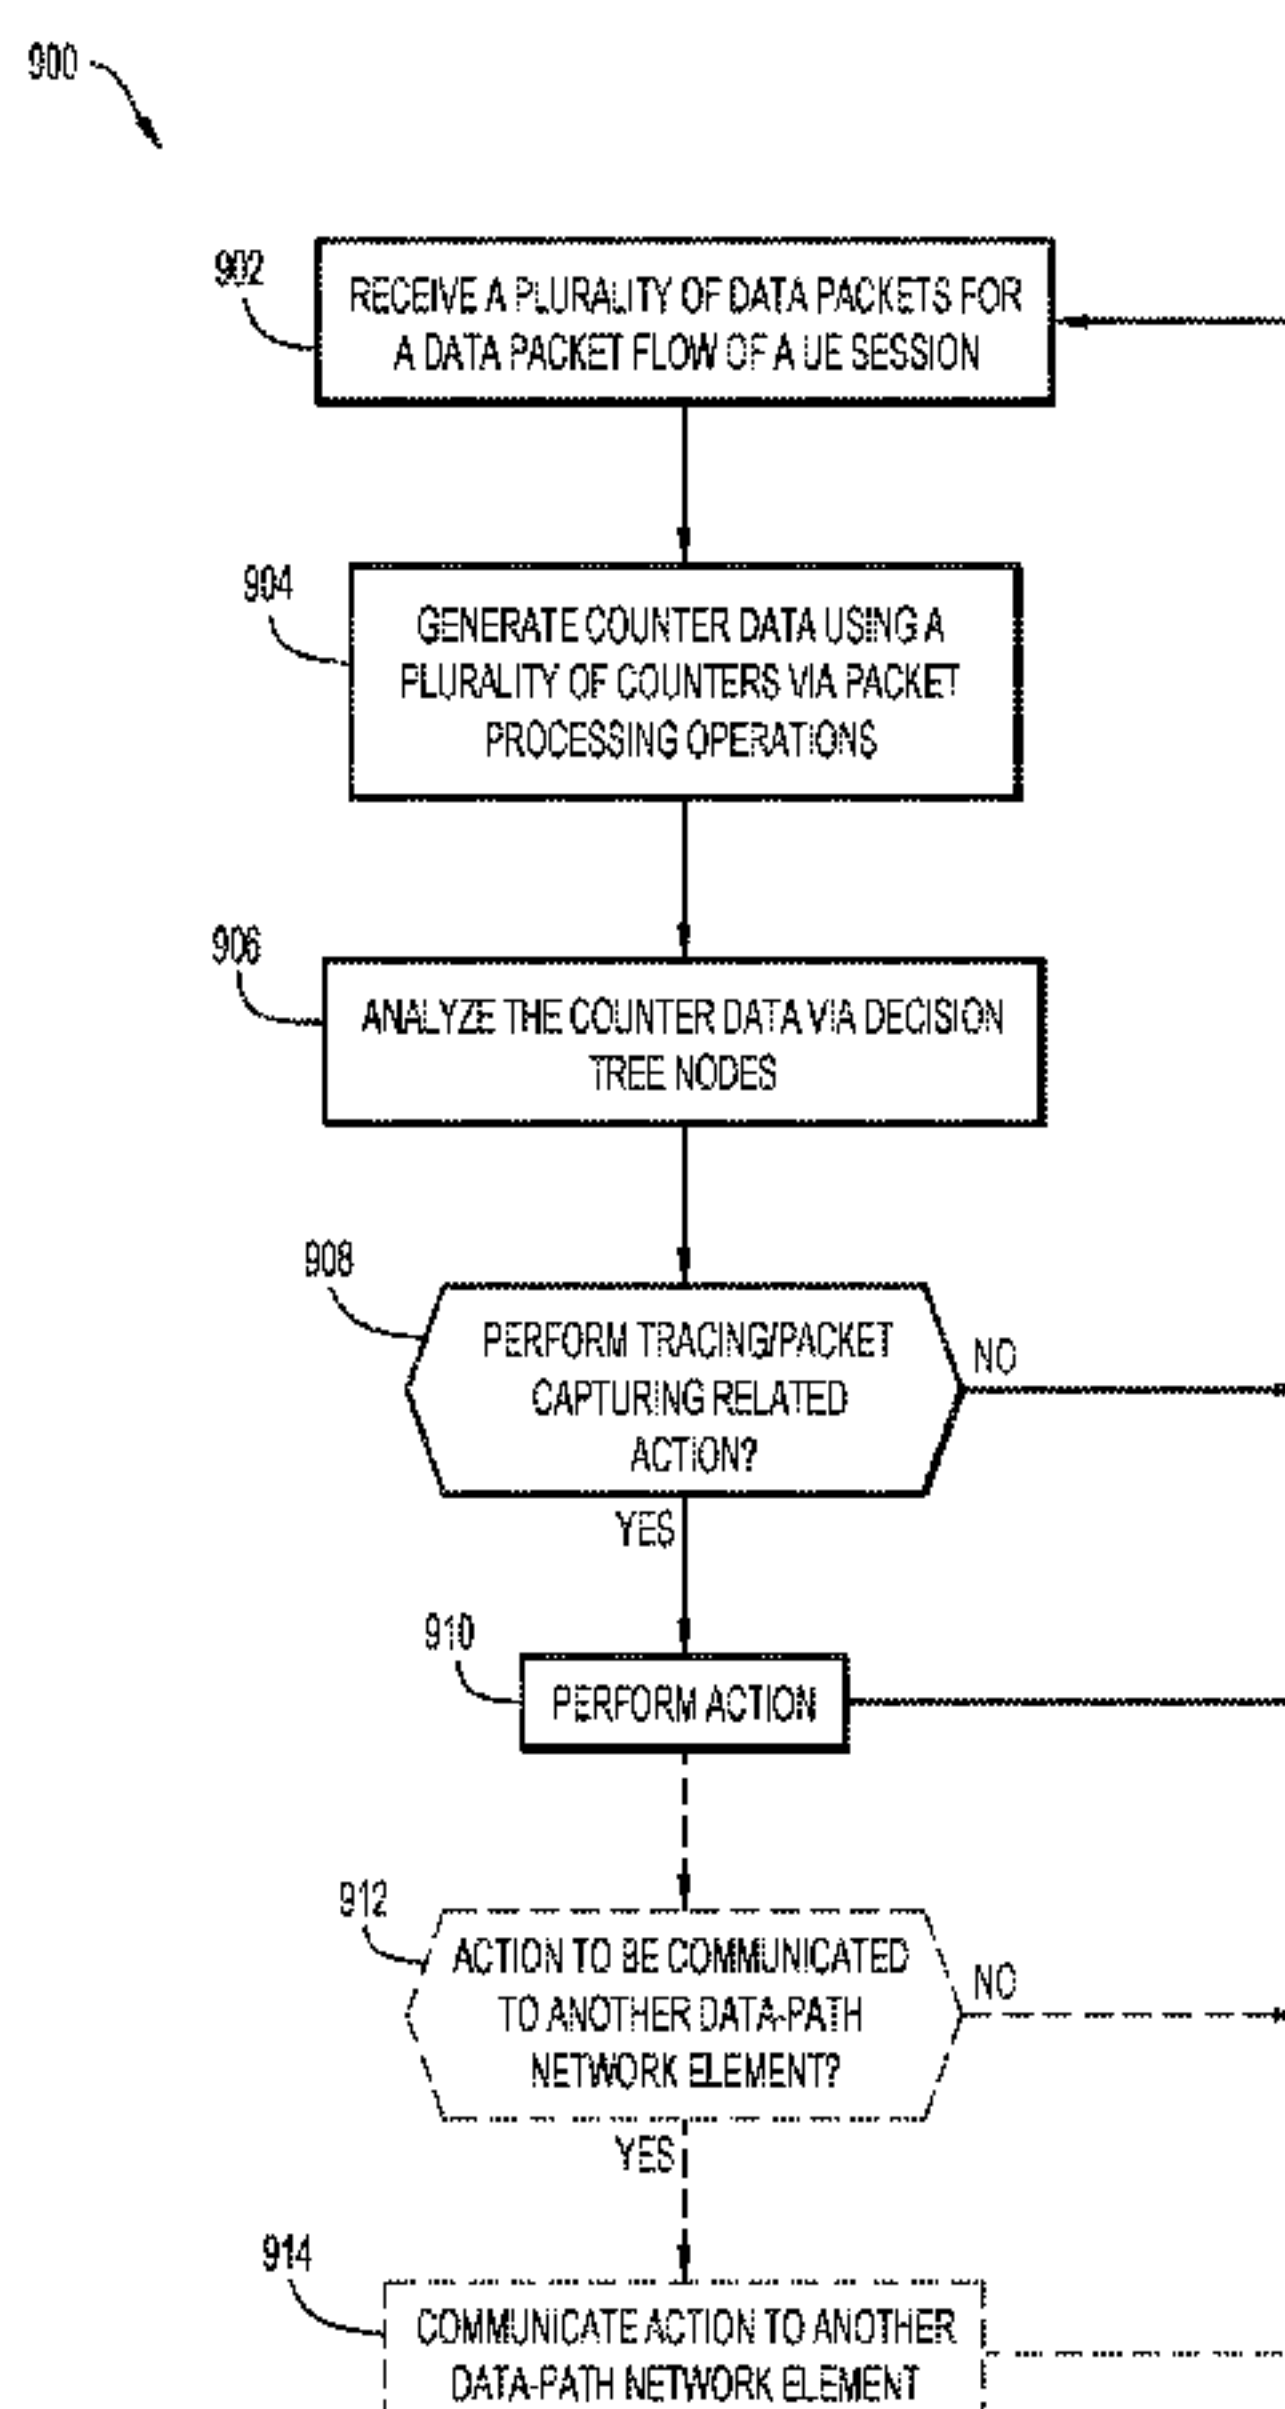 900
902
RECEIVE A PLURALITY OF DATA PACKETS FOR
A DATA PACKET FLOW OF A UE SESSION
904
GENERATE COUNTER DATA USING A
PLURALITY OF COUNTERS VIA PACKET
PROCESSING OPERATIONS
906
ANALYZE THE COUNTER DATA VIA DECISION
TREE NODES
908
PERFORM TRACING/PACKET
CAPTURING RELATED
ACTION?
NO
YES
910
PERFORM ACTION
912
ACTION TO BE COMMUNICATED
TO ANOTHER DATA-PATH
NETWORK ELEMENT?
NO
YES
914
COMMUNICATE ACTION TO ANOTHER
DATA-PATH NETWORK ELEMENT